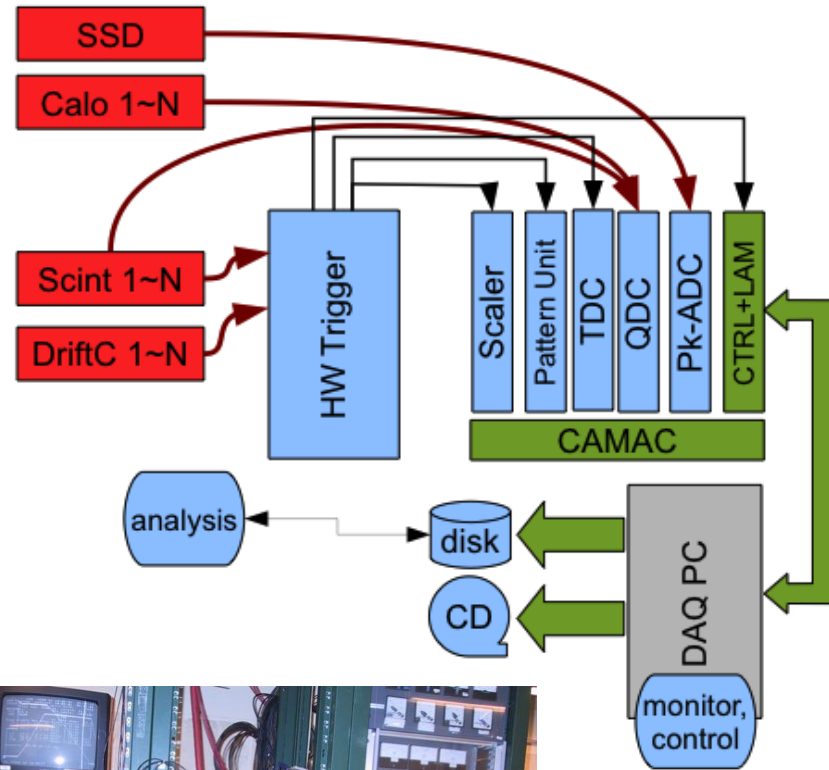 SSD
Calo 1~N
Scint 1~N
DriftC 1~N
HW Trigger
Scaler
Pattern Unit
TDC
QDC
Pk-ADC
CTRL+LAM
CAMAC
analysis
disk
CD
DAQ PC
monitor,
control